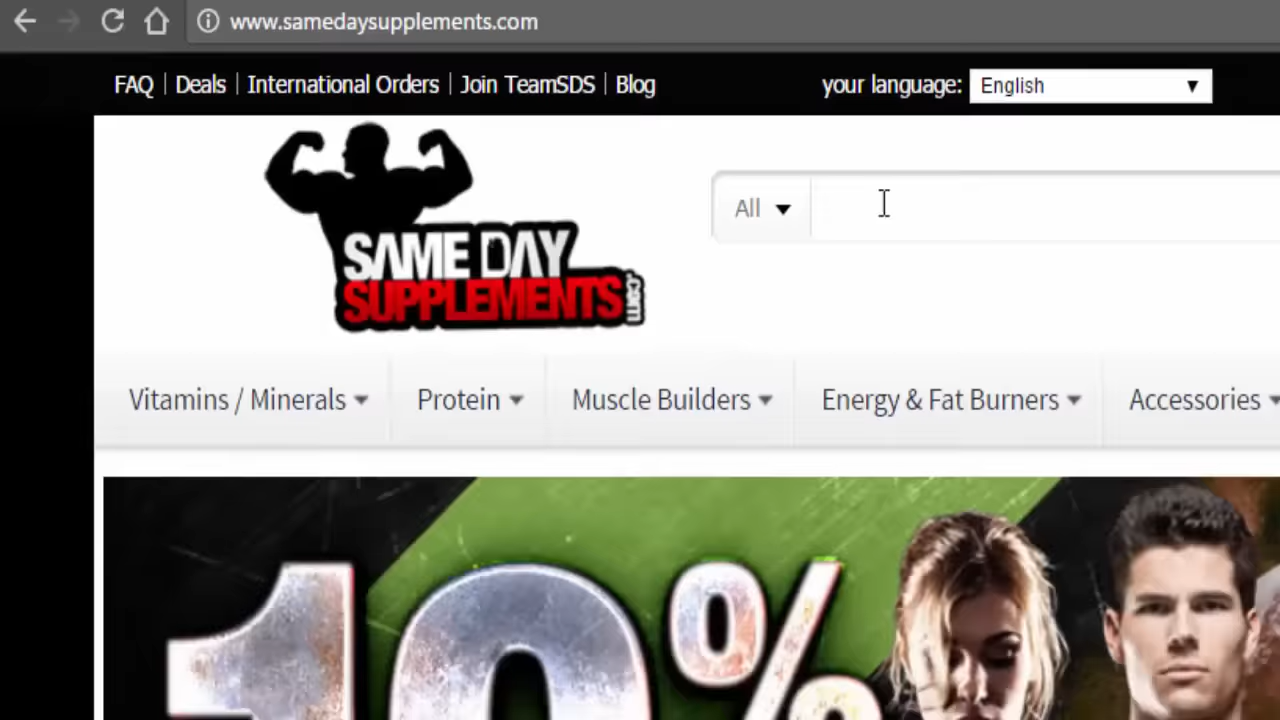 www.samedaysupplements.com
FAQ | Deals | International Orders | Join TeamSDS | Blog
your language: English
All
SAME DAY
SUPPLEMENTS.com
Vitamins / Minerals Protein Muscle Builders Energy & Fat Burners Accessories
10%